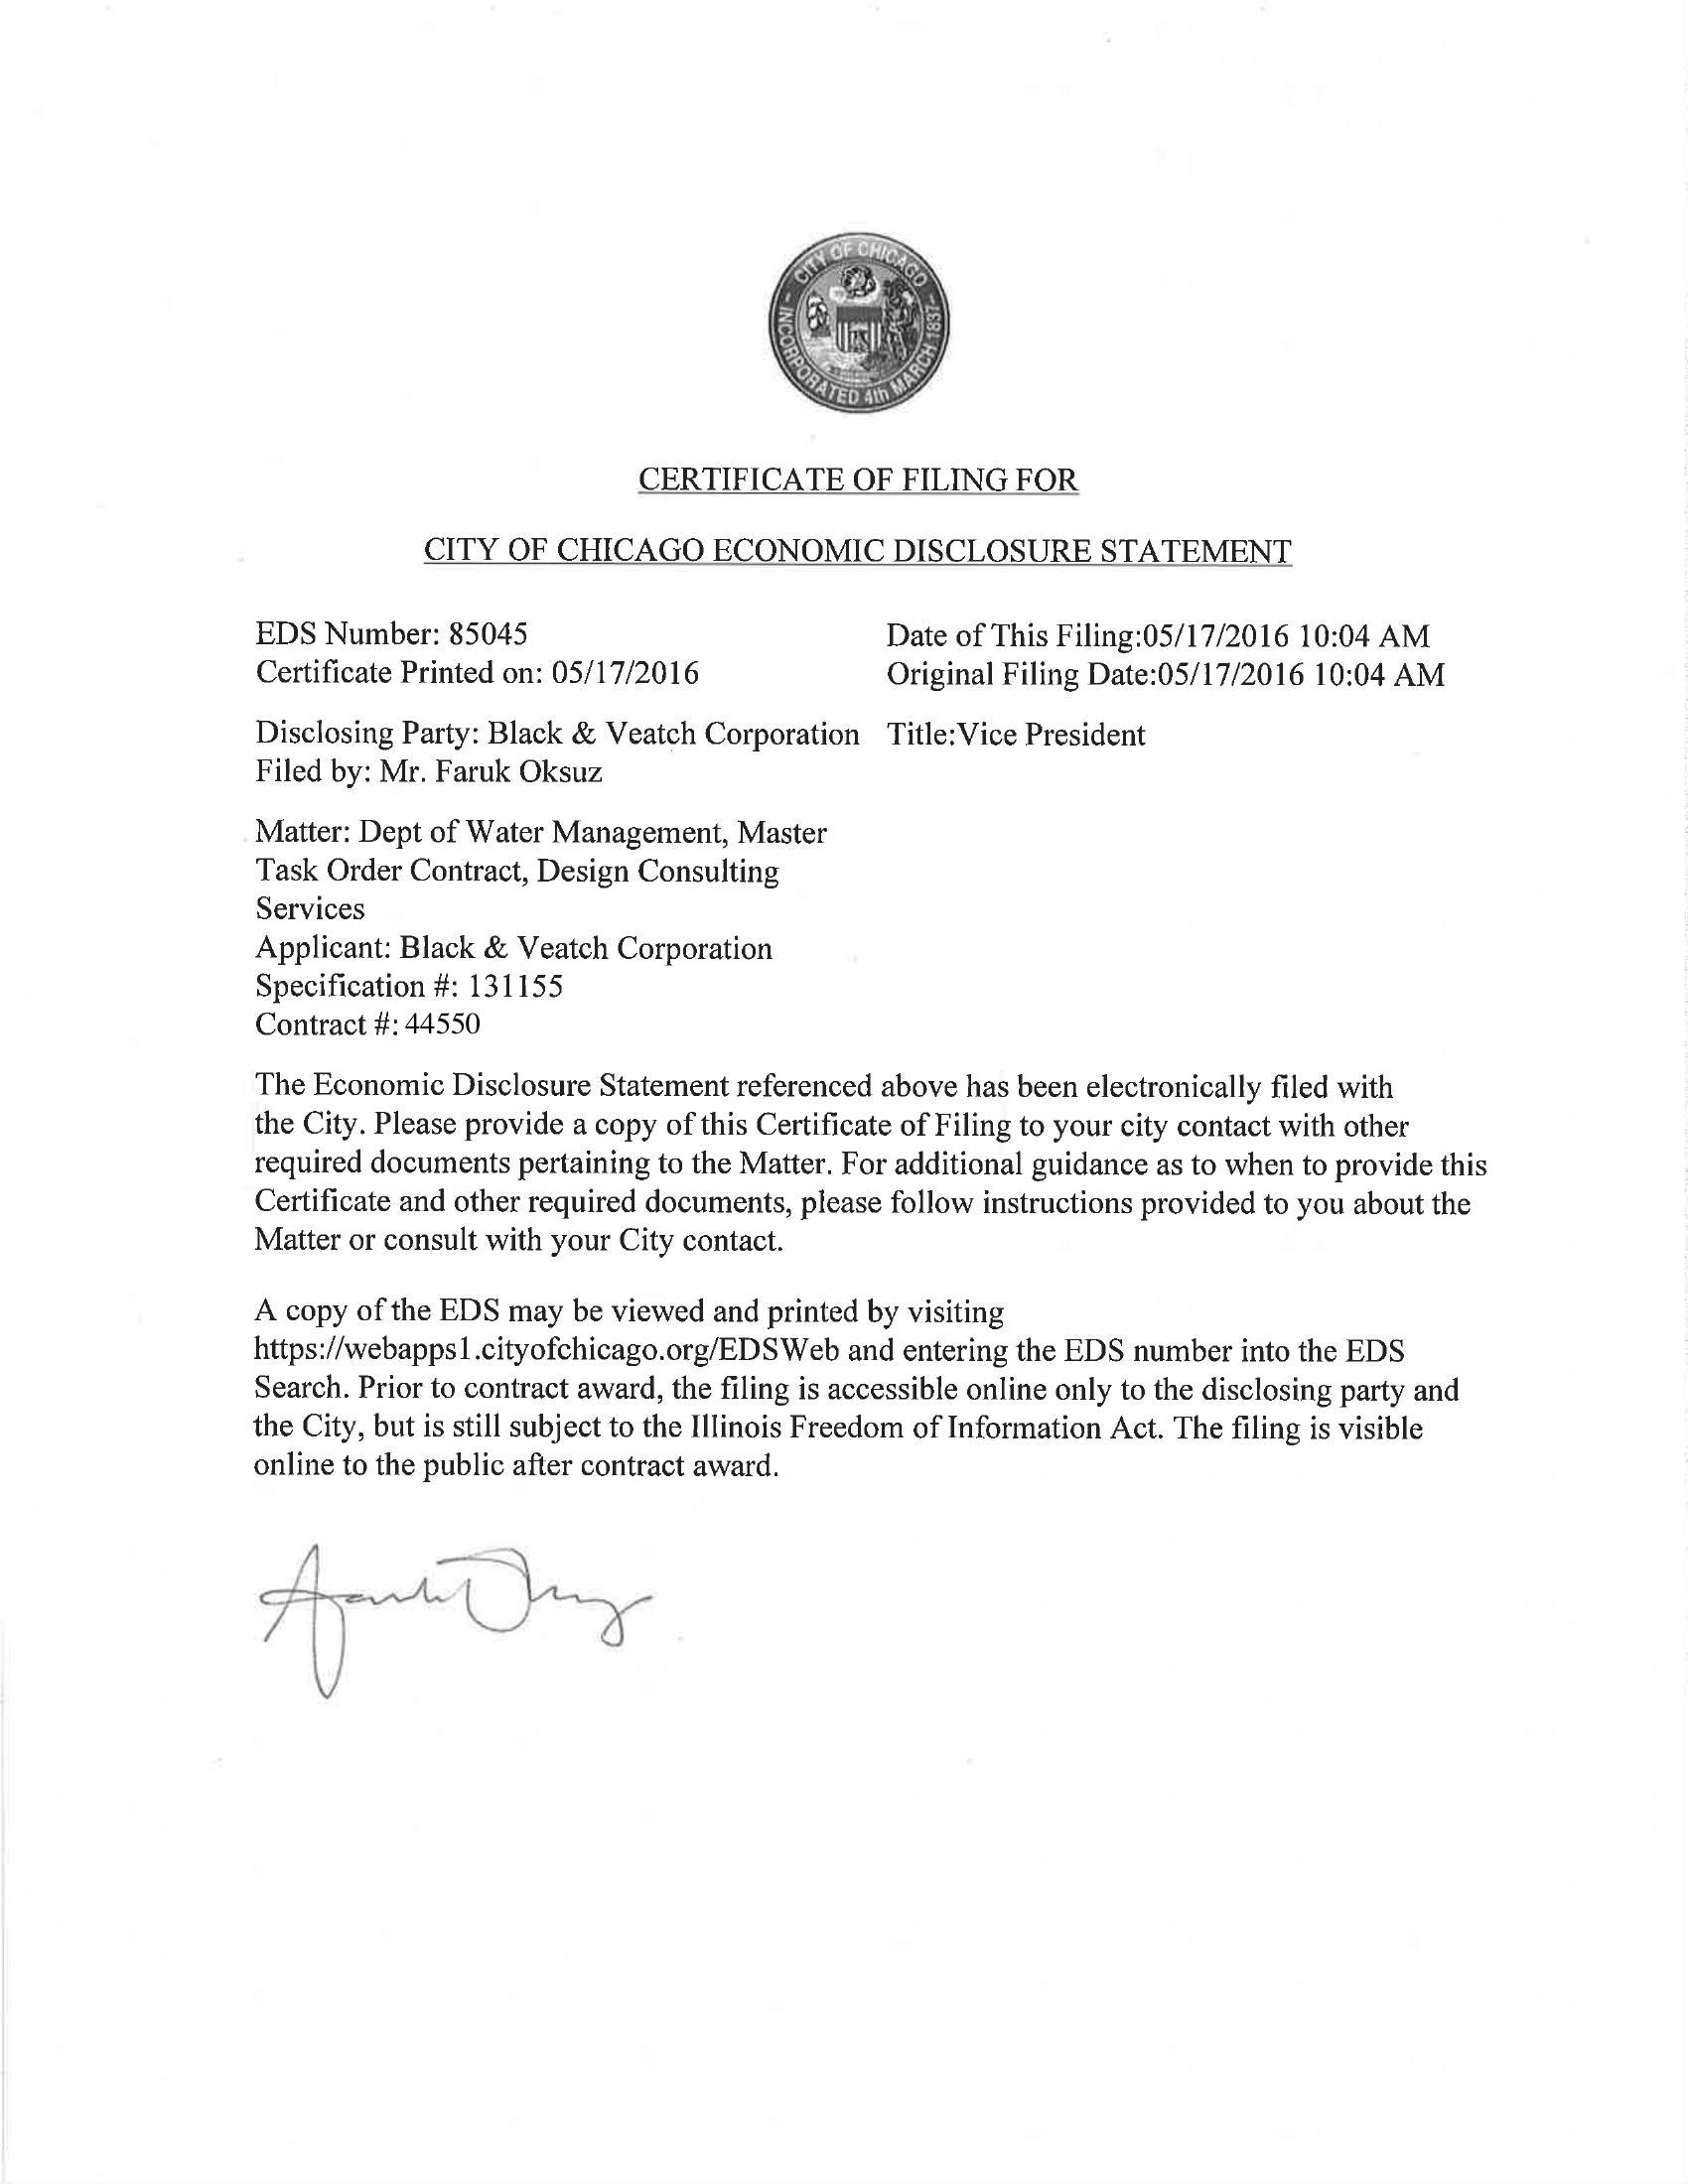 CITY OF CHICAGO
INCORPORATED 4th MARCH 1837
CERTIFICATE OF FILING FOR
CITY OF CHICAGO ECONOMIC DISCLOSURE STATEMENT
EDS Number: 85045
Certificate Printed on: 05/17/2016
Date of This Filing:05/17/2016 10:04 AM
Original Filing Date:05/17/2016 10:04 AM
Disclosing Party: Black & Veatch Corporation
Filed by: Mr. Faruk Oksuz
Title:Vice President
Matter: Dept of Water Management, Master
Task Order Contract, Design Consulting
Services
Applicant: Black & Veatch Corporation
Specification #: 131155
Contract #: 44550
The Economic Disclosure Statement referenced above has been electronically filed with
the City. Please provide a copy of this Certificate of Filing to your city contact with other
required documents pertaining to the Matter. For additional guidance as to when to provide this
Certificate and other required documents, please follow instructions provided to you about the
Matter or consult with your City contact.
A copy of the EDS may be viewed and printed by visiting
https://webapps1.cityofchicago.org/EDSWeb and entering the EDS number into the EDS
Search. Prior to contract award, the filing is accessible online only to the disclosing party and
the City, but is still subject to the Illinois Freedom of Information Act. The filing is visible
online to the public after contract award.